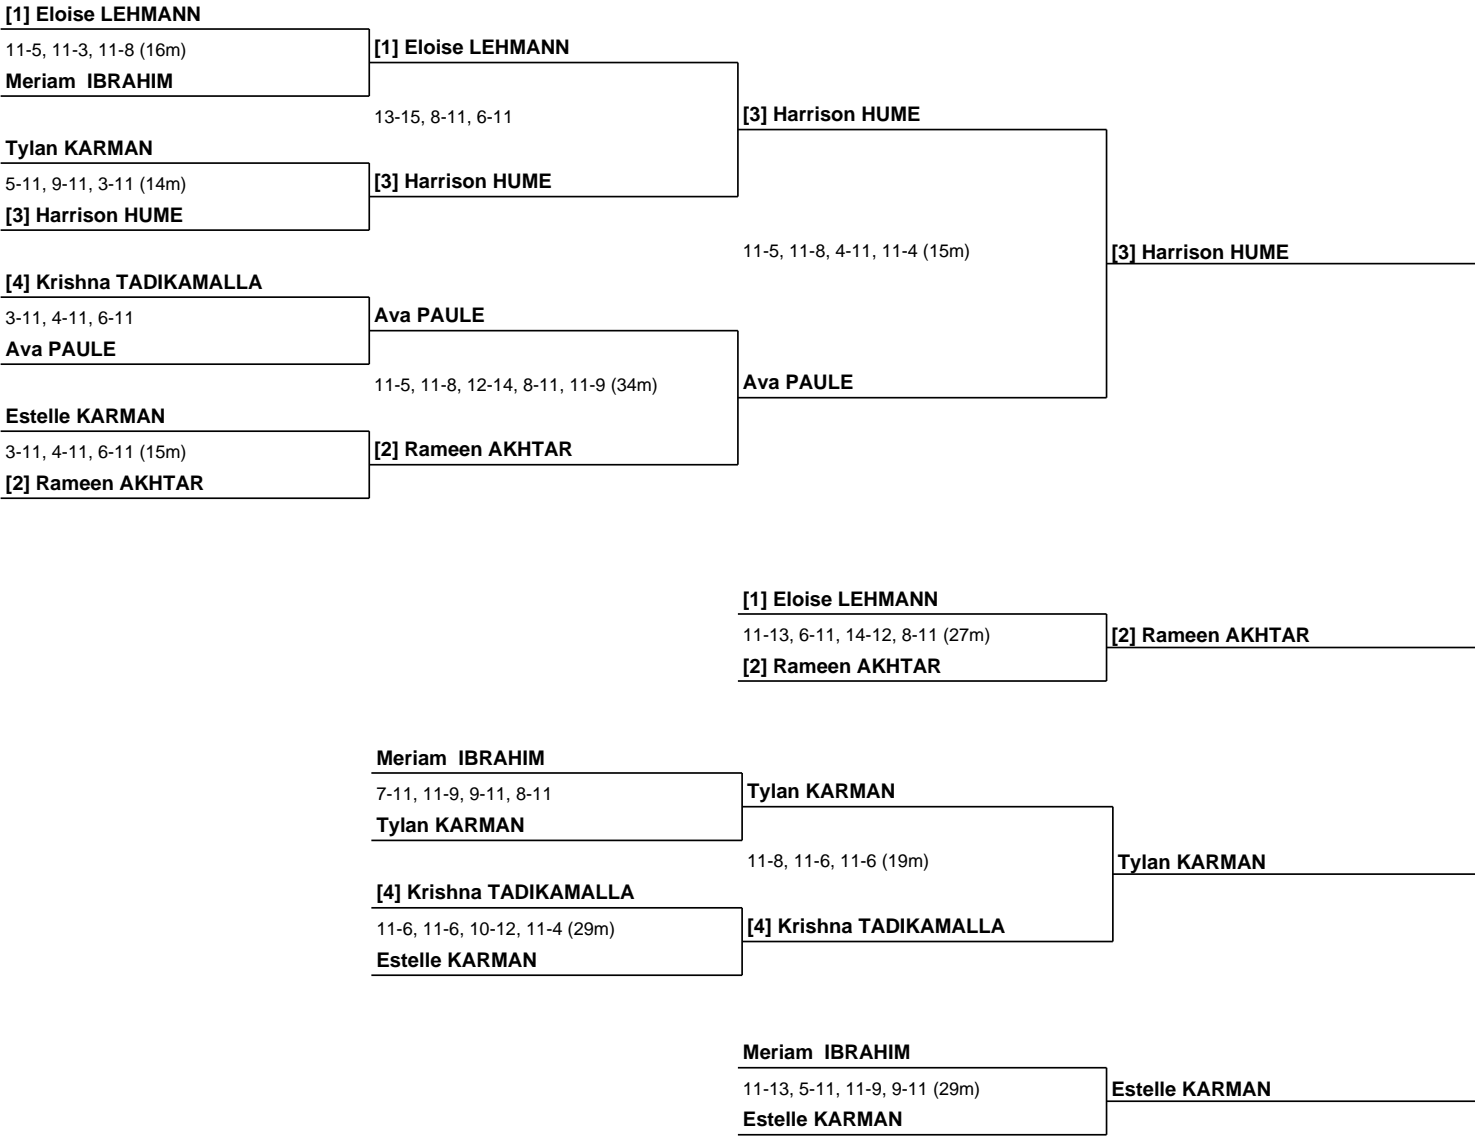 [1] Eloise LEHMANN
11-5, 11-3, 11-8 (16m)
[1] Eloise LEHMANN
Meriam  IBRAHIM
13-15, 8-11, 6-11
[3] Harrison HUME
Tylan KARMAN
5-11, 9-11, 3-11 (14m)
[3] Harrison HUME
[3] Harrison HUME
11-5, 11-8, 4-11, 11-4 (15m)
[3] Harrison HUME
[4] Krishna TADIKAMALLA
3-11, 4-11, 6-11
Ava PAULE
Ava PAULE
11-5, 11-8, 12-14, 8-11, 11-9 (34m)
Ava PAULE
Estelle KARMAN
3-11, 4-11, 6-11 (15m)
[2] Rameen AKHTAR
[2] Rameen AKHTAR
[1] Eloise LEHMANN
11-13, 6-11, 14-12, 8-11 (27m)
[2] Rameen AKHTAR
[2] Rameen AKHTAR
Meriam  IBRAHIM
7-11, 11-9, 9-11, 8-11
Tylan KARMAN
Tylan KARMAN
11-8, 11-6, 11-6 (19m)
Tylan KARMAN
[4] Krishna TADIKAMALLA
11-6, 11-6, 10-12, 11-4 (29m)
[4] Krishna TADIKAMALLA
Estelle KARMAN
Meriam  IBRAHIM
11-13, 5-11, 11-9, 9-11 (29m)
Estelle KARMAN
Estelle KARMAN